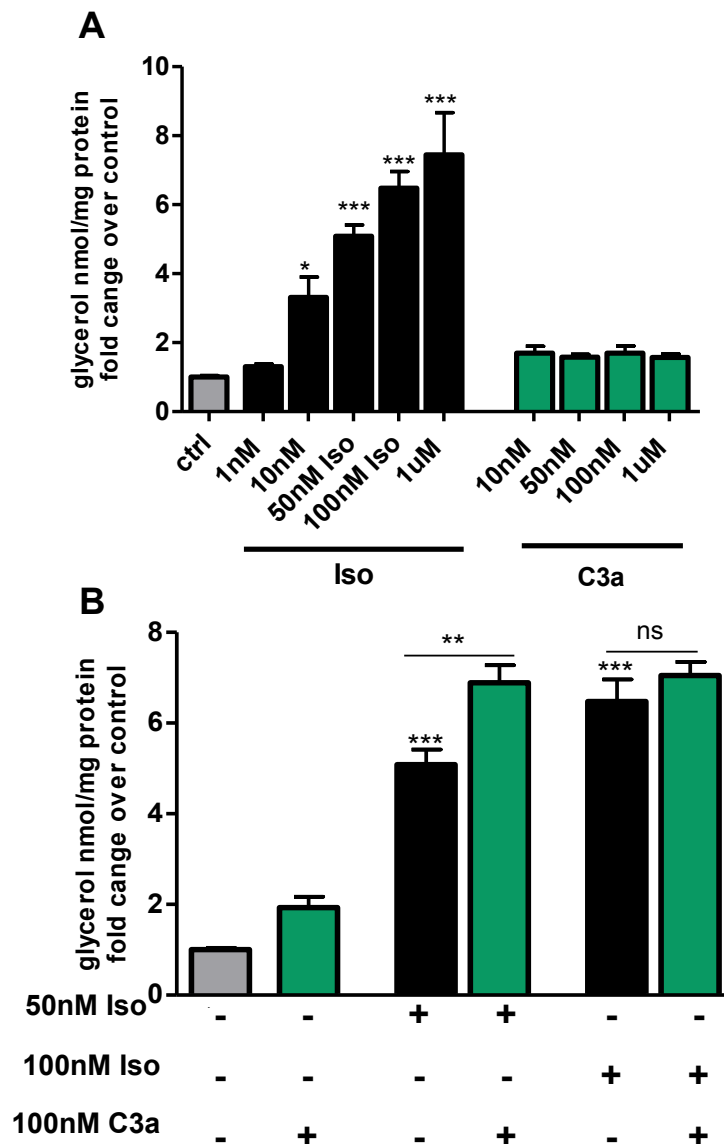 A
glycerol nmol/mg protein
fold cange over control
10
8
6
4
2
0
*
***
***
***
ctrl
1nM
10nM
50nM Iso
100nM Iso
1uM
10nM
50nM
100nM
1uM
Iso
C3a
B
glycerol nmol/mg protein
fold cange over control
8
6
4
2
0
***
**
***
ns
50nM Iso - - + + - -
100nM Iso - - - - + +
100nM C3a - + - + - +